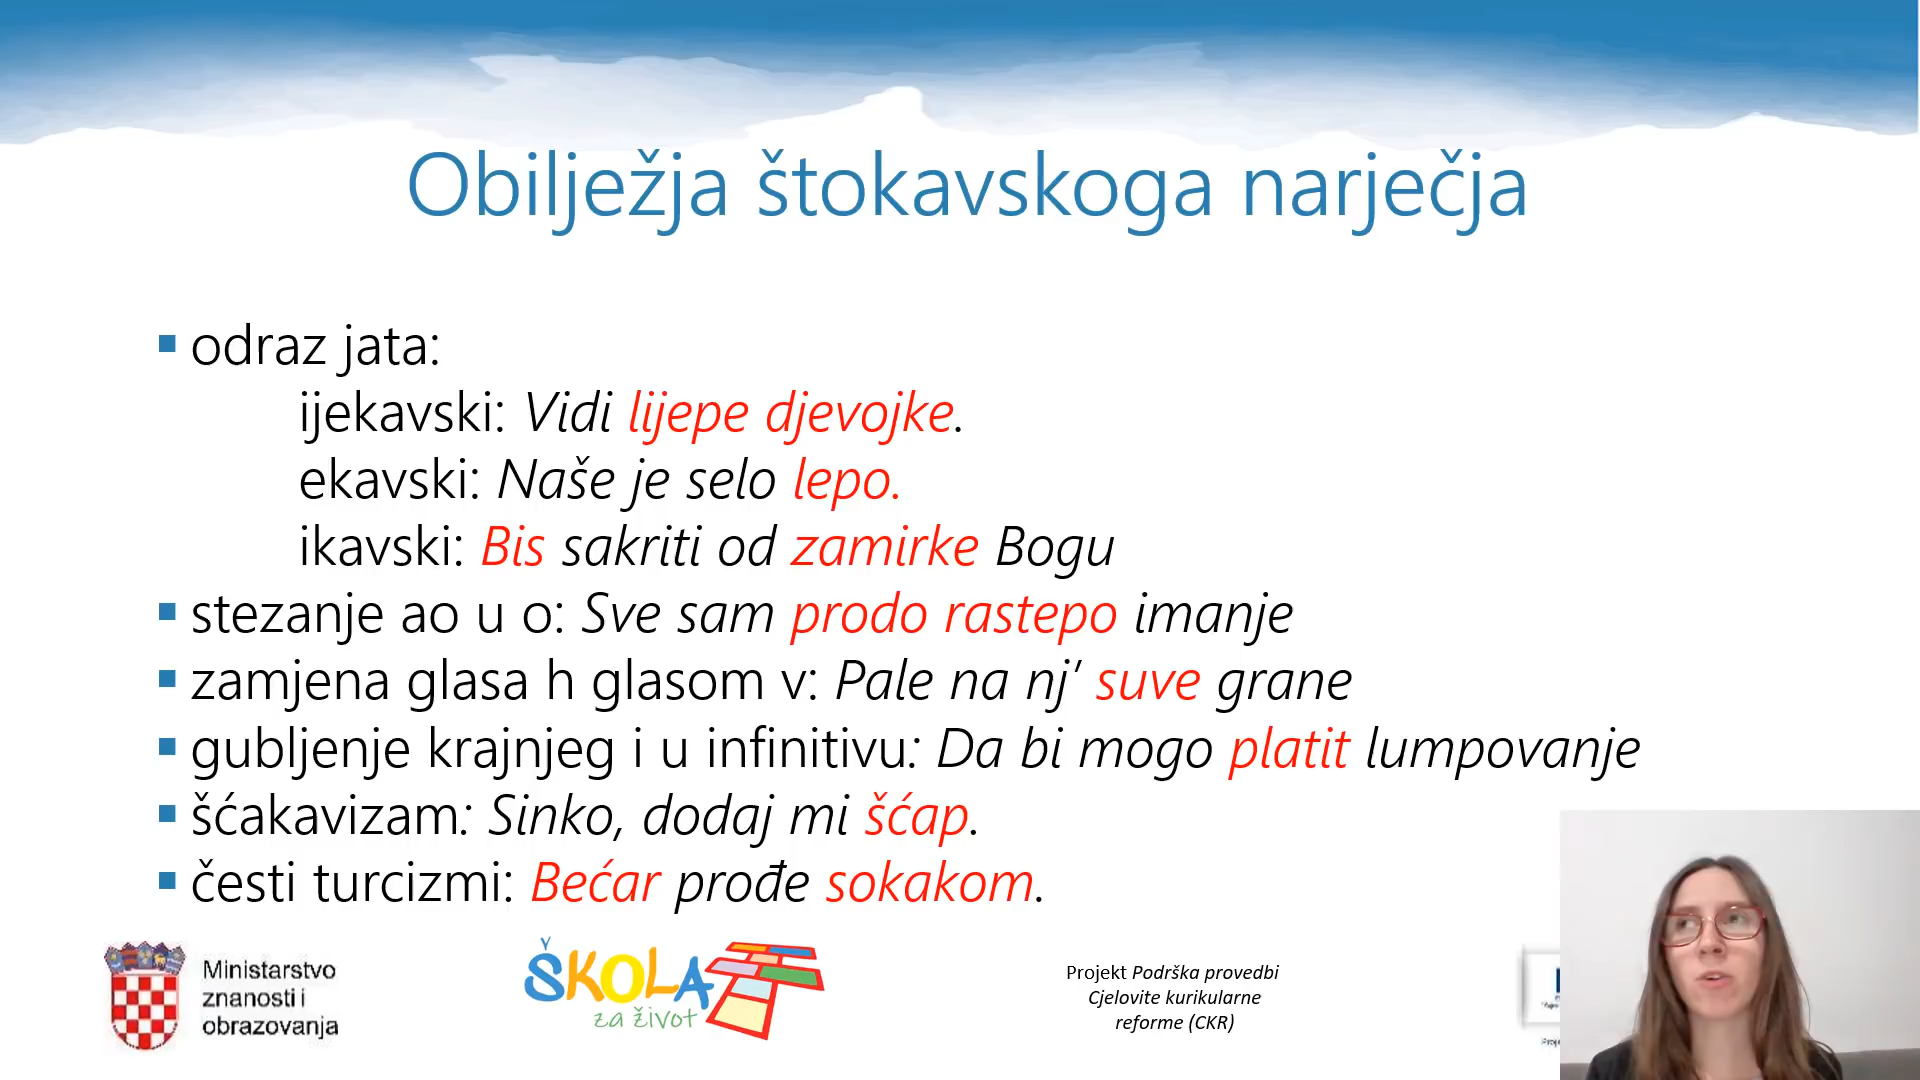 Obilježja štokavskoga narječja
odraz jata:
ijekavski: Vidi lijepe djevojke.
ekavski: Naše je selo lepo.
ikavski: Bis sakriti od zamirke Bogu
stezanje ao u o: Sve sam prodo rastepo imanje
zamjena glasa h glasom v: Pale na nj' suve grane
gubljenje krajnjeg i u infinitivu: Da bi mogo platit lumpovanje
šćakavizam: Sinko, dodaj mi šćap.
česti turcizmi: Bećar prođe sokakom.
Ministarstvo
znanosti i
obrazovanja
ŠKOLA
za život
Projekt Podrška provedbi
Cjelovite kurikularne
reforme (CKR)